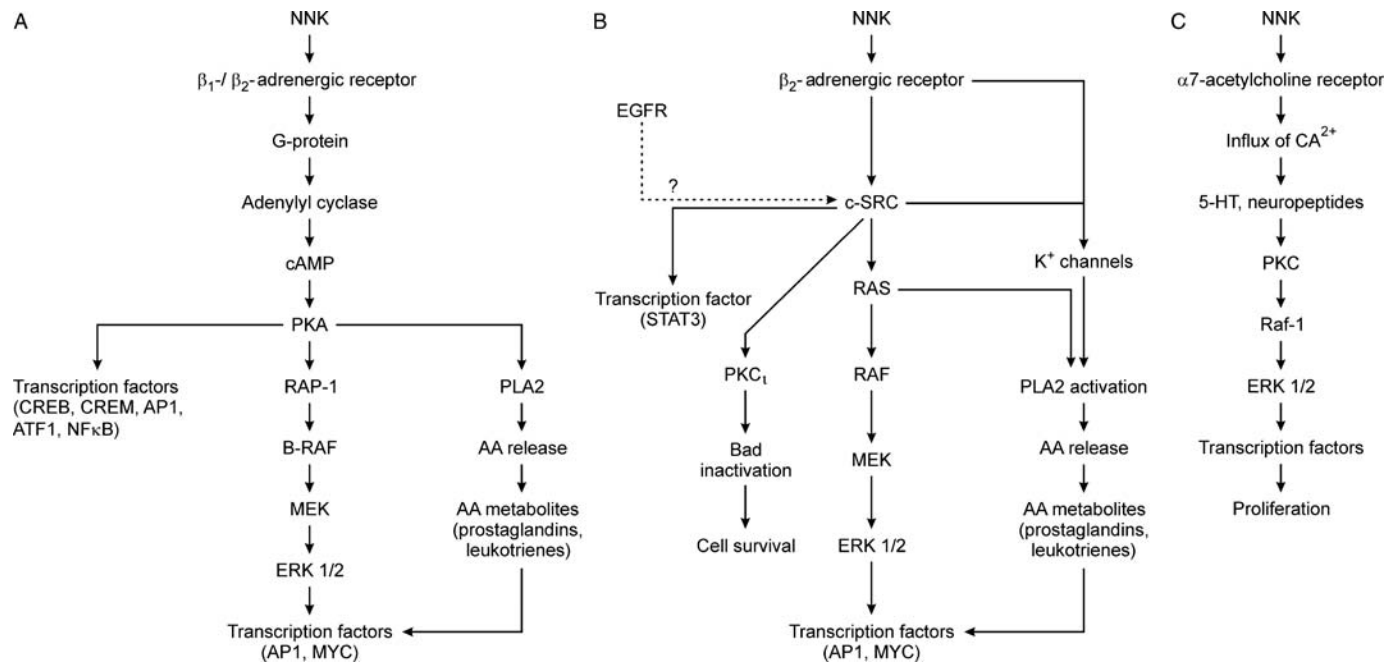 A
NNK
β1-/ β2-adrenergic receptor
G-protein
Adenylyl cyclase
cAMP
PKA
Transcription factors
(CREB, CREM, AP1,
ATF1, NFκB)
RAP-1
B-RAF
MEK
ERK 1/2
PLA2
AA release
AA metabolites
(prostaglandins,
leukotrienes)
Transcription factors
(AP1, MYC)
B
NNK
β2-adrenergic receptor
EGFR
?
c-SRC
Transcription factor
(STAT3)
PKCι
Bad
inactivation
Cell survival
RAS
RAF
MEK
ERK 1/2
K+ channels
PLA2 activation
AA release
AA metabolites
(prostaglandins,
leukotrienes)
Transcription factors
(AP1, MYC)
C
NNK
α7-acetylcholine receptor
Influx of CA2+
5-HT, neuropeptides
PKC
Raf-1
ERK 1/2
Transcription factors
Proliferation